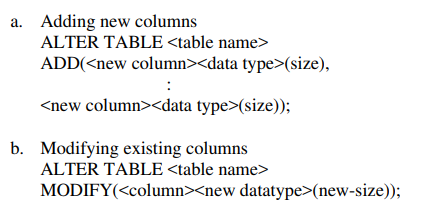 a. Adding new columns
ALTER TABLE <table name>
ADD(<new column><data type>(size),
:
<new column><data type>(size));
b. Modifying existing columns
ALTER TABLE <table name>
MODIFY(<column><new datatype>(new-size));